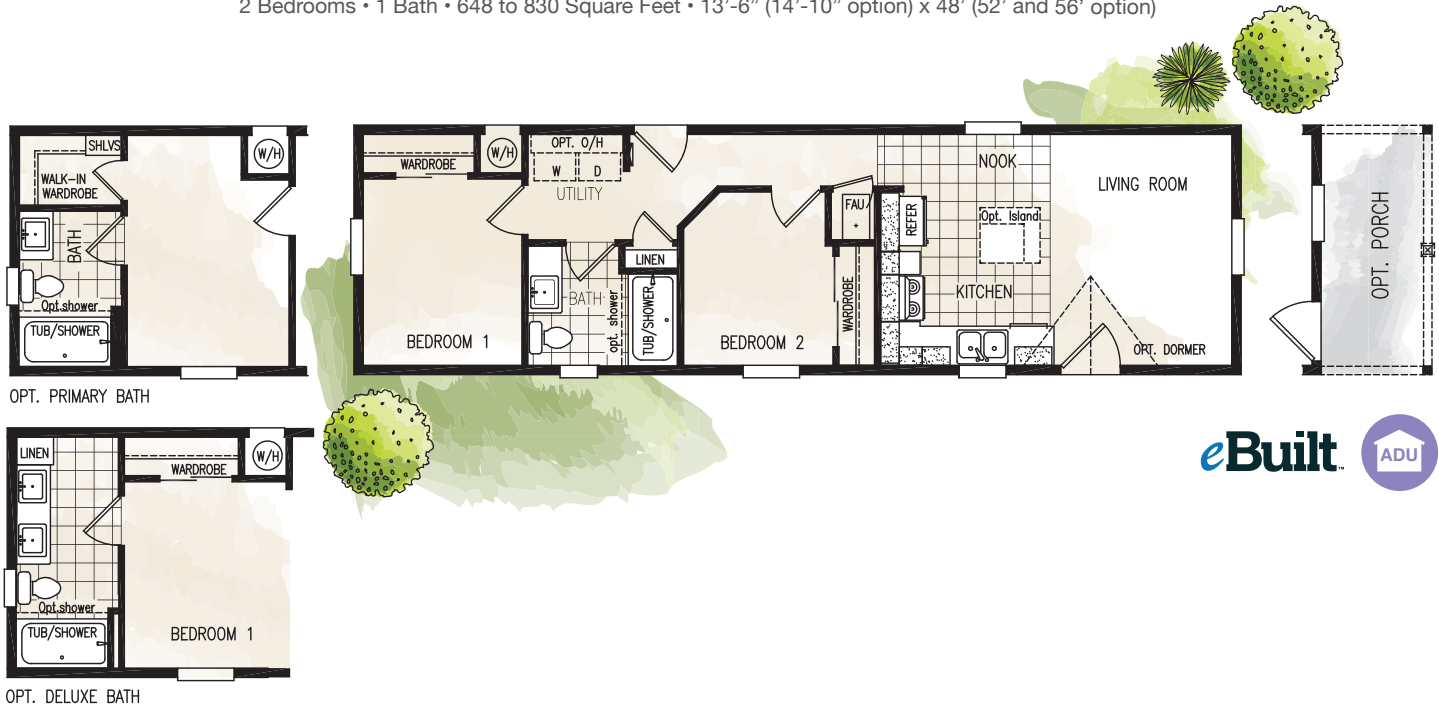 2 Bedrooms • 1 Bath • 648 to 830 Square Feet • 13'-6" (14'-10" option) x 48' (52' and 56' option)
SHLVS
WALK-IN
WARDROBE
W/H
BATH
Opt.shower
TUB/SHOWER
OPT. PRIMARY BATH
LINEN
WARDROBE
W/H
Opt.shower
TUB/SHOWER
BEDROOM 1
OPT. DELUXE BATH
WARDROBE
W/H
OPT. O/H
W D
UTILITY
BEDROOM 1
LINEN
BATH
opt. shower
TUB/SHOWER
BEDROOM 2
WARDROBE
FAU
REFER
NOOK
Opt. Island
KITCHEN
LIVING ROOM
OPT. DORMER
OPT. PORCH
eBuilt
ADU